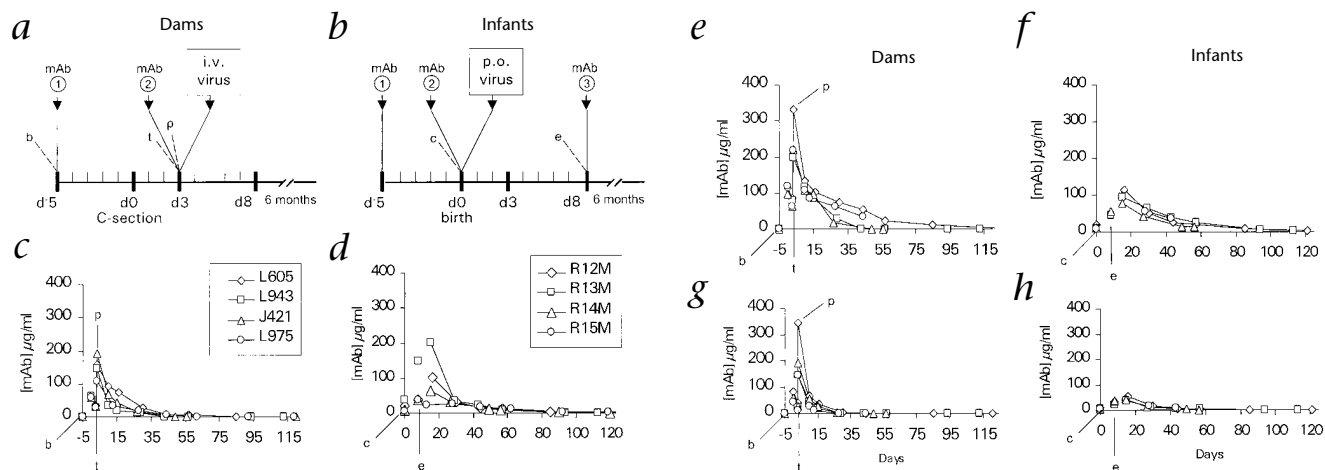 a
Dams
mAb
1
mAb
2
i.v.
virus
b
t
ρ
d-5
d0
d3
d8
6 months
C-section
b
Infants
mAb
1
mAb
2
p.o.
virus
mAb
3
c
e
d-5
d0
d3
d8
6 months
birth
c
[mAb] µg/ml
400
300
200
100
0
p
L605
L943
J421
L975
-5
15
35
55
75
95
115
b
t
d
[mAb] µg/ml
400
300
200
100
0
R12M
R13M
R14M
R15M
0
20
40
60
80
100
120
c
e
e
Dams
[mAb] µg/ml
400
300
200
100
0
p
-5
15
35
55
75
95
115
b
t
f
Infants
[mAb] µg/ml
400
300
200
100
0
0
20
40
60
80
100
120
c
e
g
[mAb] µg/ml
400
300
200
100
0
p
-5
15
35
55
75
95
115
b
Days
t
h
[mAb] µg/ml
400
300
200
100
0
0
20
40
60
80
100
120
c
Days
e